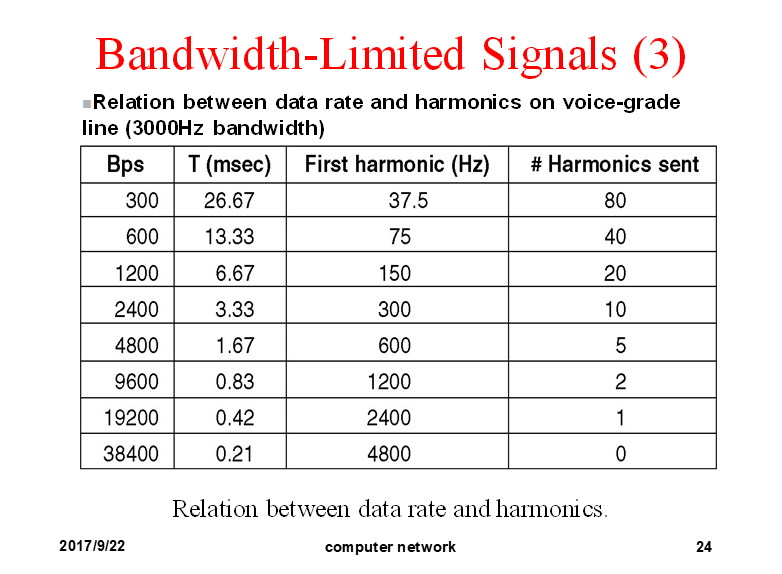 Bandwidth-Limited Signals (3)
Relation between data rate and harmonics on voice-grade
line (3000Hz bandwidth)
Bps T (msec) First harmonic (Hz) # Harmonics sent
300 26.67 37.5 80
600 13.33 75 40
1200 6.67 150 20
2400 3.33 300 10
4800 1.67 600 5
9600 0.83 1200 2
19200 0.42 2400 1
38400 0.21 4800 0
Relation between data rate and harmonics.
2017/9/22 computer network 24